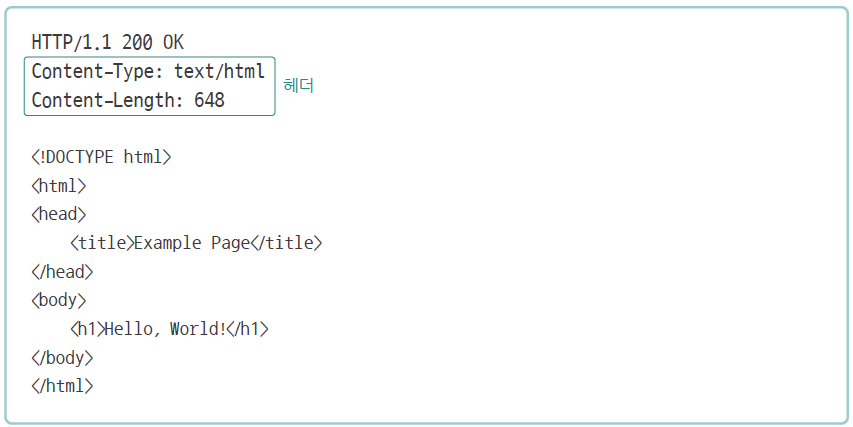 HTTP/1.1 200 OK
Content-Type: text/html
헤더
Content-Length: 648
<!DOCTYPE html>
<html>
<head>
    <title>Example Page</title>
</head>
<body>
    <h1>Hello, World!</h1>
</body>
</html>